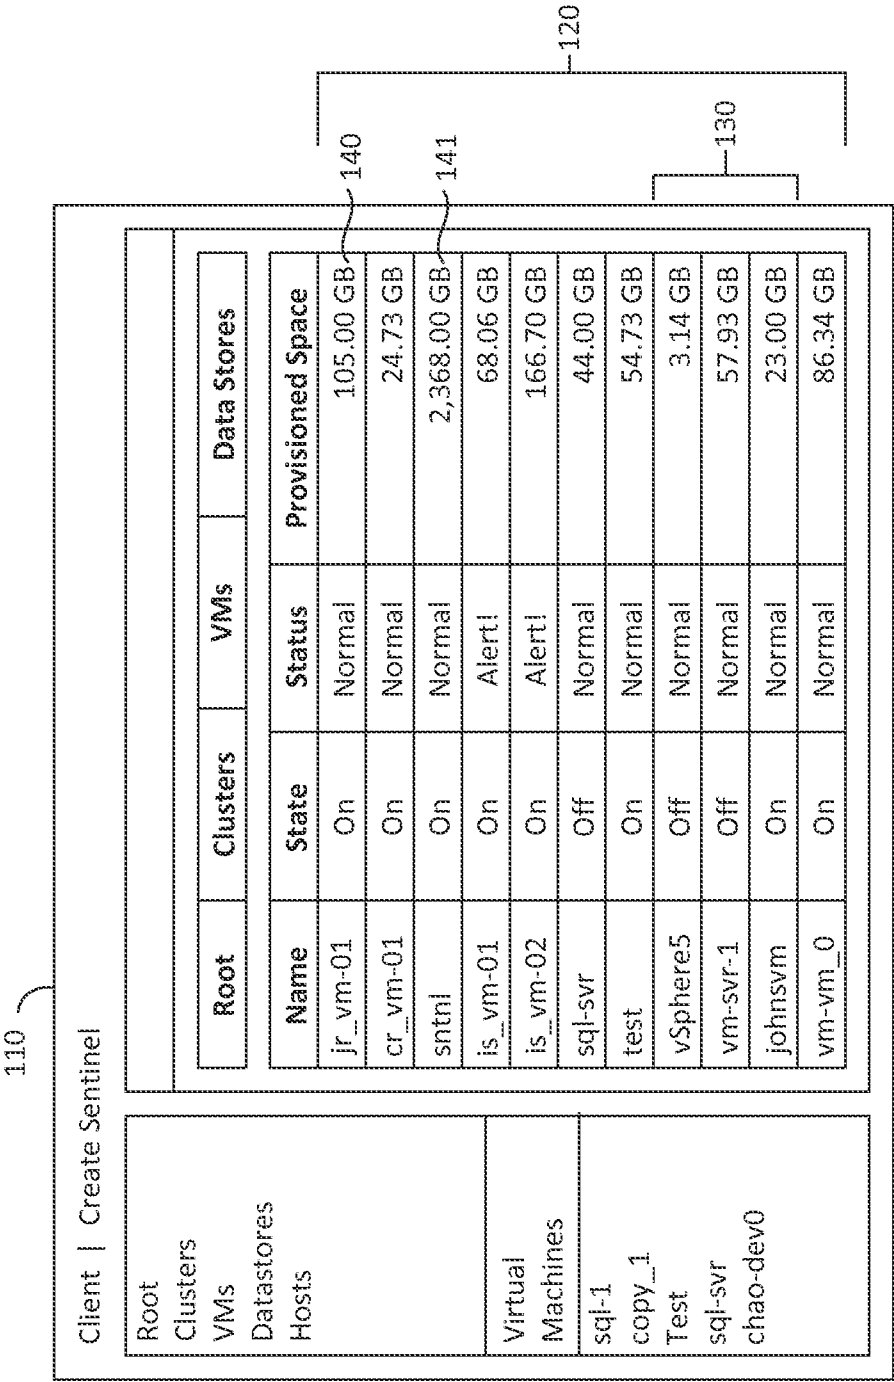 110
Client | Create Sentinel
Root
Clusters
VMs
Datastores
Hosts
Virtual
Machines
sql-1
copy_1
Test
sql-svr
chao-dev0
Root Clusters VMs Data Stores
Name State Status Provisioned Space
jr_vm-01 On Normal 105.00 GB
cr_vm-01 On Normal 24.73 GB
sntnl On Normal 2,368.00 GB
is_vm-01 On Alert! 68.06 GB
is_vm-02 On Alert! 166.70 GB
sql-svr Off Normal 44.00 GB
test On Normal 54.73 GB
vSphere5 Off Normal 3.14 GB
vm-svr-1 Off Normal 57.93 GB
johnsvm On Normal 23.00 GB
vm-vm_0 On Normal 86.34 GB
140
141
130
120